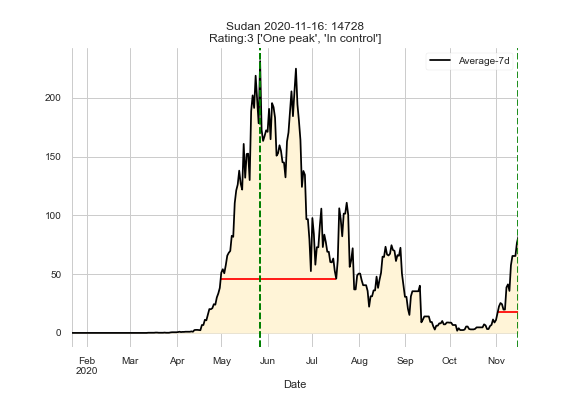 Sudan 2020-11-16: 14728
Rating:3 ['One peak', 'In control']
Average-7d
200
150
100
50
0
Feb Mar Apr May Jun Jul Aug Sep Oct Nov
2020
Date